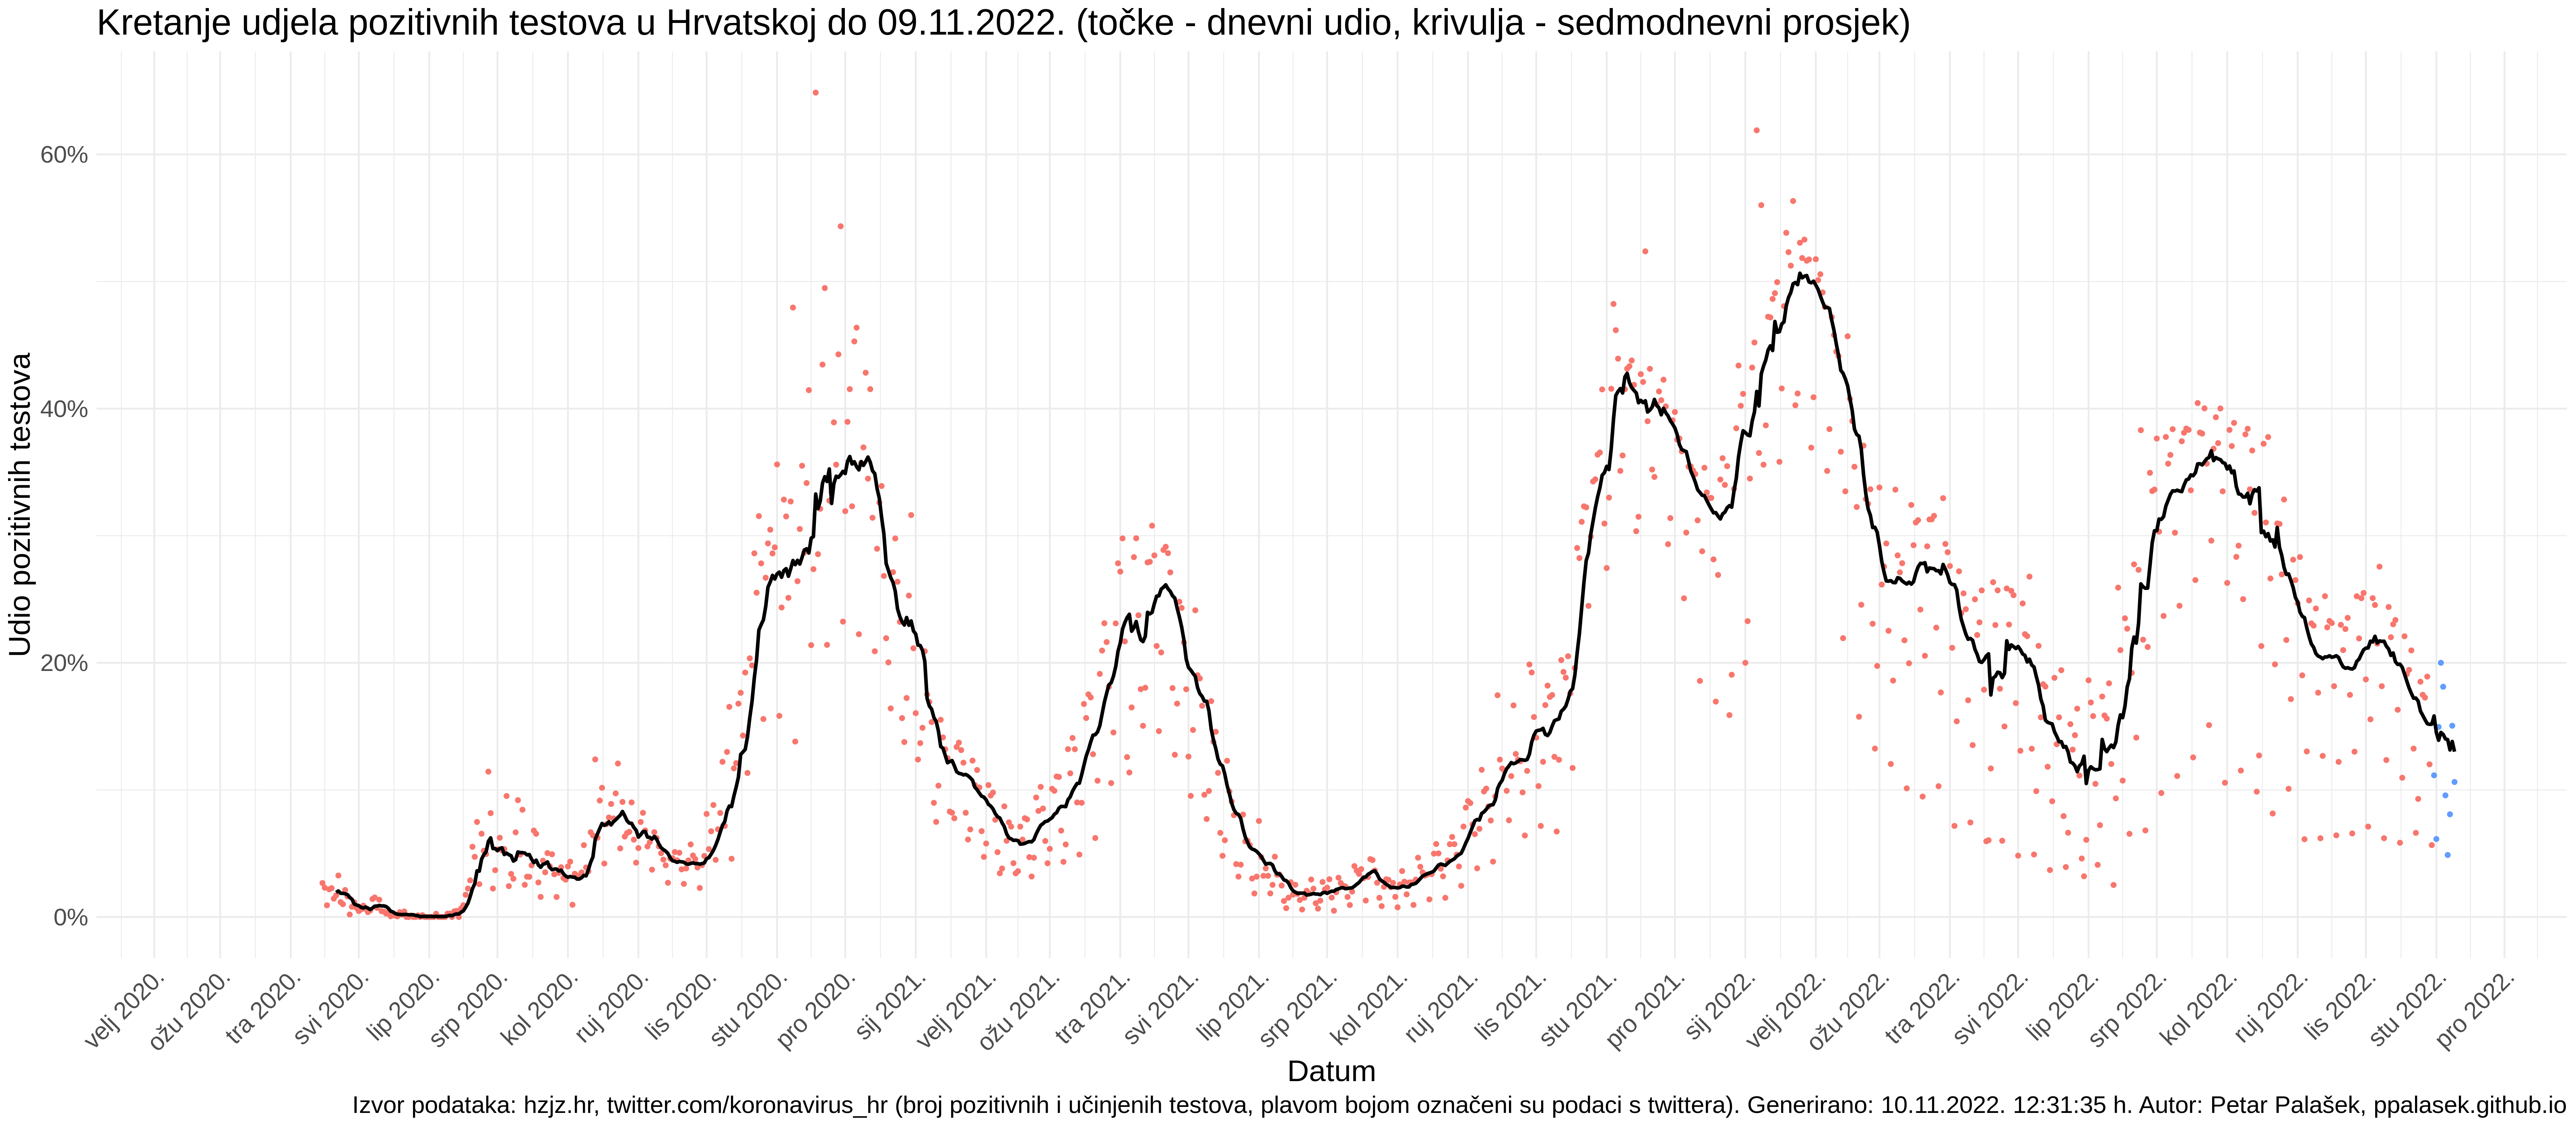 Kretanje udjela pozitivnih testova u Hrvatskoj do 09.11.2022. (točke - dnevni udio, krivulja - sedmodnevni prosjek)
Udio pozitivnih testova
60%
40%
20%
0%
velj 2020.
ožu 2020.
tra 2020.
svi 2020.
lip 2020.
srp 2020.
kol 2020.
ruj 2020.
lis 2020.
stu 2020.
pro 2020.
sij 2021.
velj 2021.
ožu 2021.
tra 2021.
svi 2021.
lip 2021.
srp 2021.
kol 2021.
ruj 2021.
lis 2021.
stu 2021.
pro 2021.
sij 2022.
velj 2022.
ožu 2022.
tra 2022.
svi 2022.
lip 2022.
srp 2022.
kol 2022.
ruj 2022.
lis 2022.
stu 2022.
pro 2022.
Datum
Izvor podataka: hzjz.hr, twitter.com/koronavirus_hr (broj pozitivnih i učinjenih testova, plavom bojom označeni su podaci s twittera). Generirano: 10.11.2022. 12:31:35 h. Autor: Petar Palašek, ppalasek.github.io